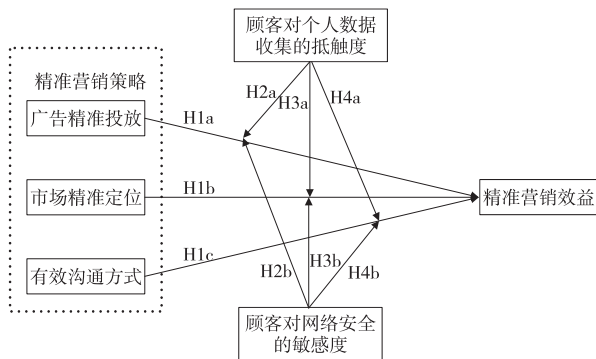 顾客对个人数据
收集的抵触度
精准营销策略
H2a
H3a
H4a
广告精准投放
H1a
市场精准定位
H1b
精准营销效益
有效沟通方式
H1c
H2b
H3b
H4b
顾客对网络安全
的敏感度